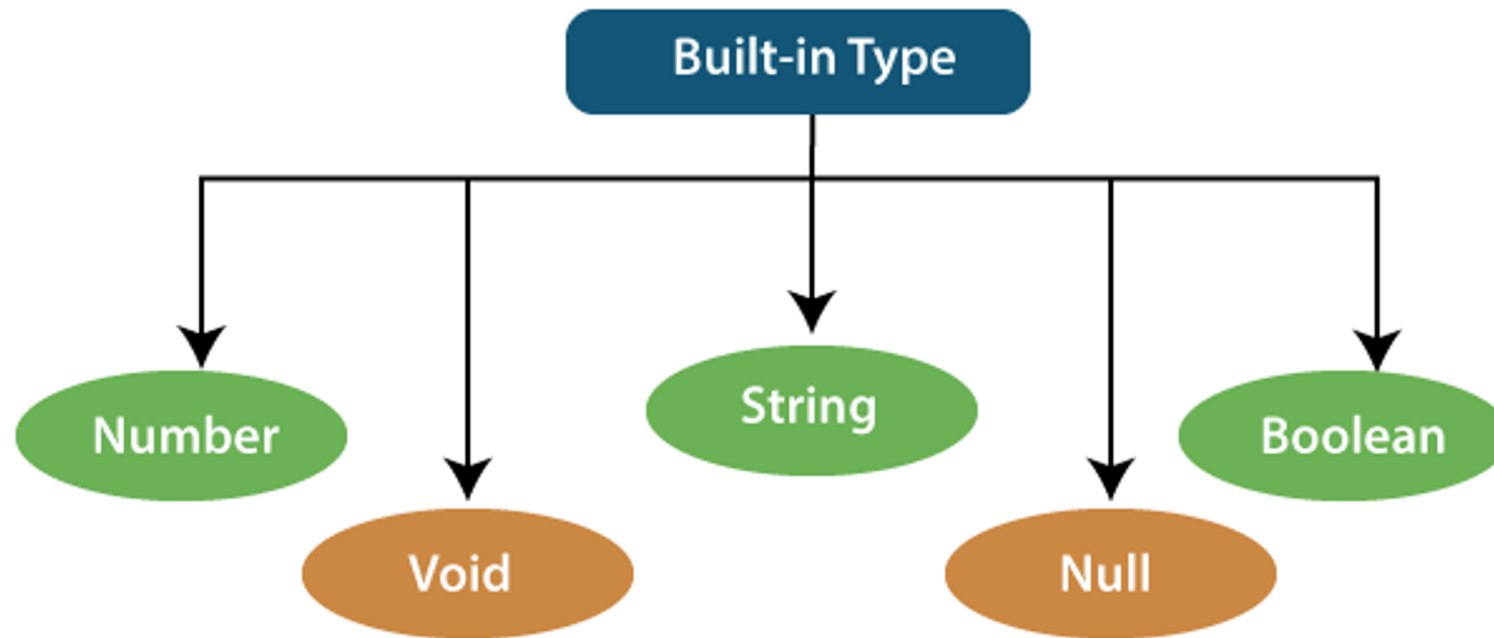 Built-in Type
Number
String
Boolean
Void
Null